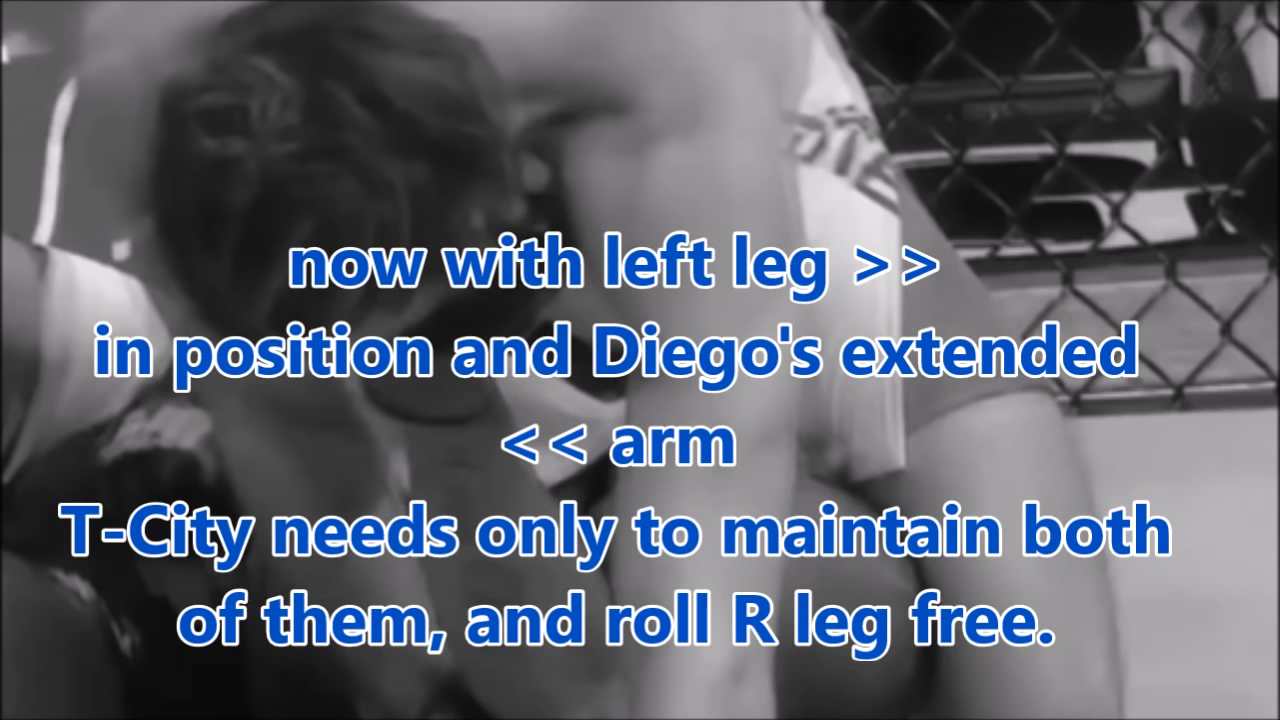 now with left leg >>
in position and Diego's extended
<< arm
T-City needs only to maintain both
of them, and roll R leg free.